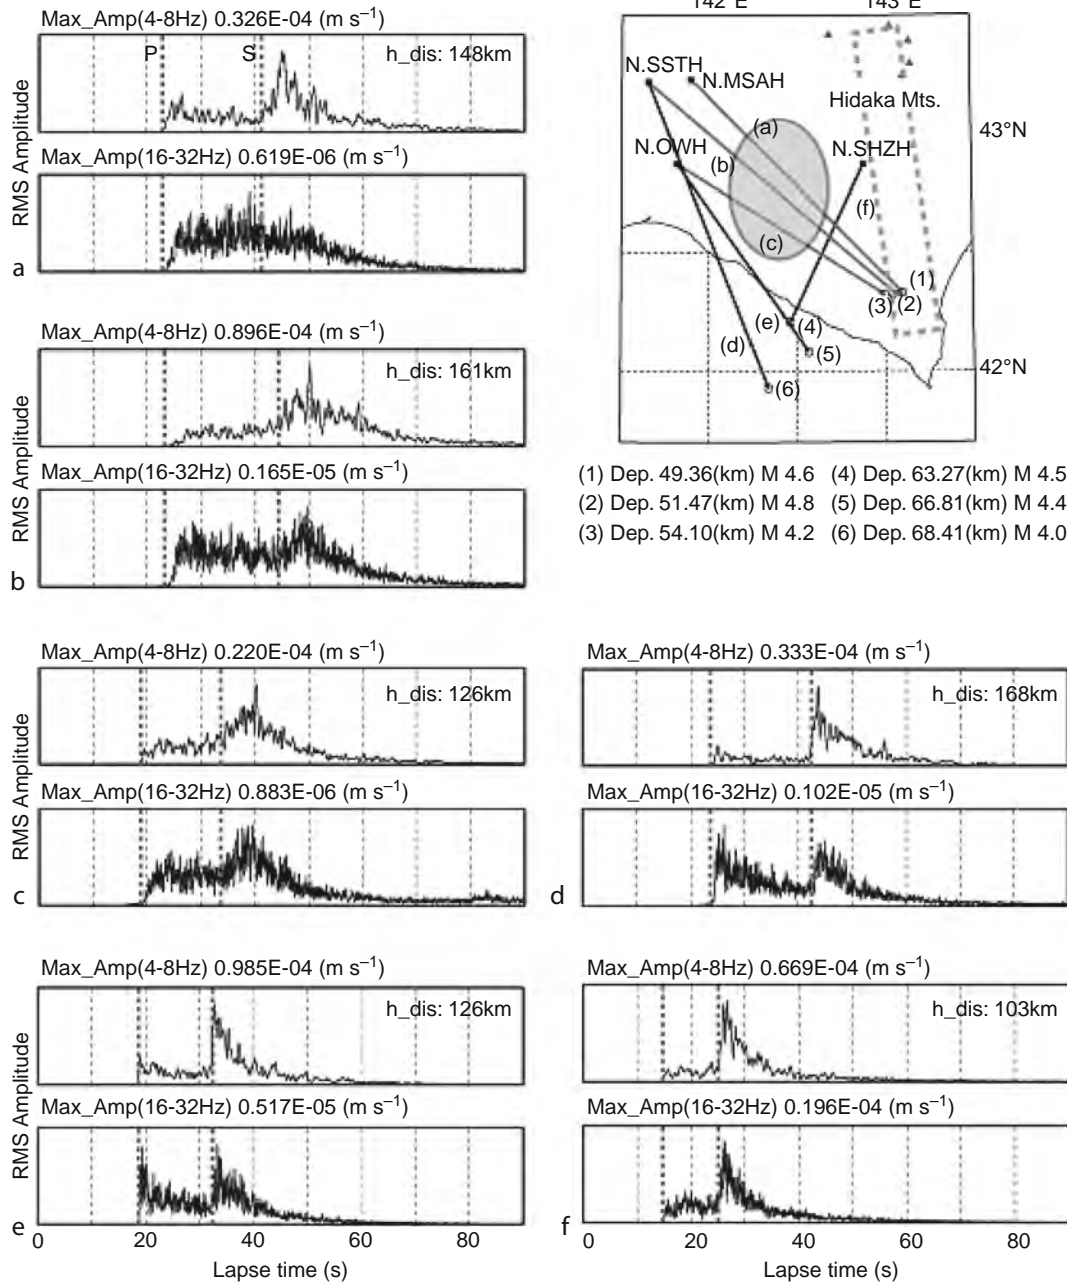 Max_Amp(4-8Hz) 0.326E-04 (m s⁻¹)
P
S
h_dis: 148km
Max_Amp(16-32Hz) 0.619E-06 (m s⁻¹)
RMS Amplitude
a
Max_Amp(4-8Hz) 0.896E-04 (m s⁻¹)
h_dis: 161km
Max_Amp(16-32Hz) 0.165E-05 (m s⁻¹)
b
142°E
143°E
N.SSTH
N.MSAH
Hidaka Mts.
(a)
43°N
N.OWH
(b)
N.SHZH
(f)
(c)
(1)
(3)
(2)
(e)
(4)
(d)
(5)
42°N
(6)
(1) Dep. 49.36(km) M 4.6 (4) Dep. 63.27(km) M 4.5
(2) Dep. 51.47(km) M 4.8 (5) Dep. 66.81(km) M 4.4
(3) Dep. 54.10(km) M 4.2 (6) Dep. 68.41(km) M 4.0
Max_Amp(4-8Hz) 0.220E-04 (m s⁻¹)
h_dis: 126km
Max_Amp(16-32Hz) 0.883E-06 (m s⁻¹)
RMS Amplitude
c
Max_Amp(4-8Hz) 0.333E-04 (m s⁻¹)
h_dis: 168km
Max_Amp(16-32Hz) 0.102E-05 (m s⁻¹)
d
Max_Amp(4-8Hz) 0.985E-04 (m s⁻¹)
h_dis: 126km
Max_Amp(16-32Hz) 0.517E-05 (m s⁻¹)
RMS Amplitude
e
0 20 40 60 80
Lapse time (s)
Max_Amp(4-8Hz) 0.669E-04 (m s⁻¹)
h_dis: 103km
Max_Amp(16-32Hz) 0.196E-04 (m s⁻¹)
f
0 20 40 60 80
Lapse time (s)